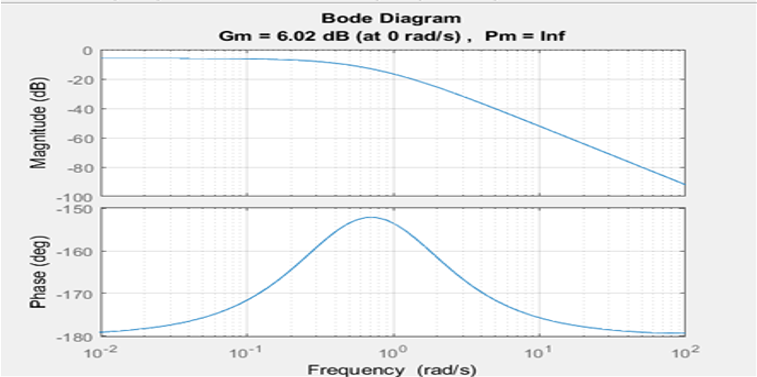 Bode Diagram
Gm = 6.02 dB (at 0 rad/s) , Pm = Inf
Magnitude (dB)
0
-20
-40
-60
-80
-100
Phase (deg)
-150
-160
-170
-180
10-2 10-1 100 101 102
Frequency (rad/s)